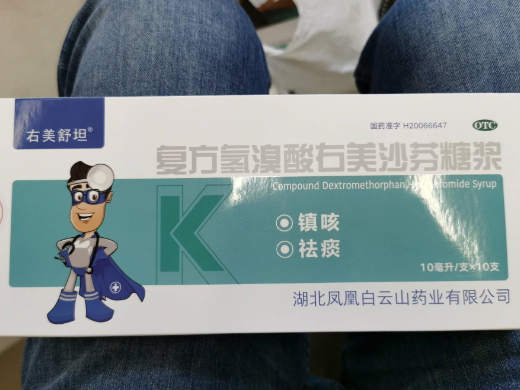 右美舒坦®
国药准字 H20066647
OTC
复方氢溴酸右美沙芬糖浆
Compound Dextromethorphan Syrup
K
镇咳
祛痰
10毫升/支×10支
湖北凤凰白云山药业有限公司